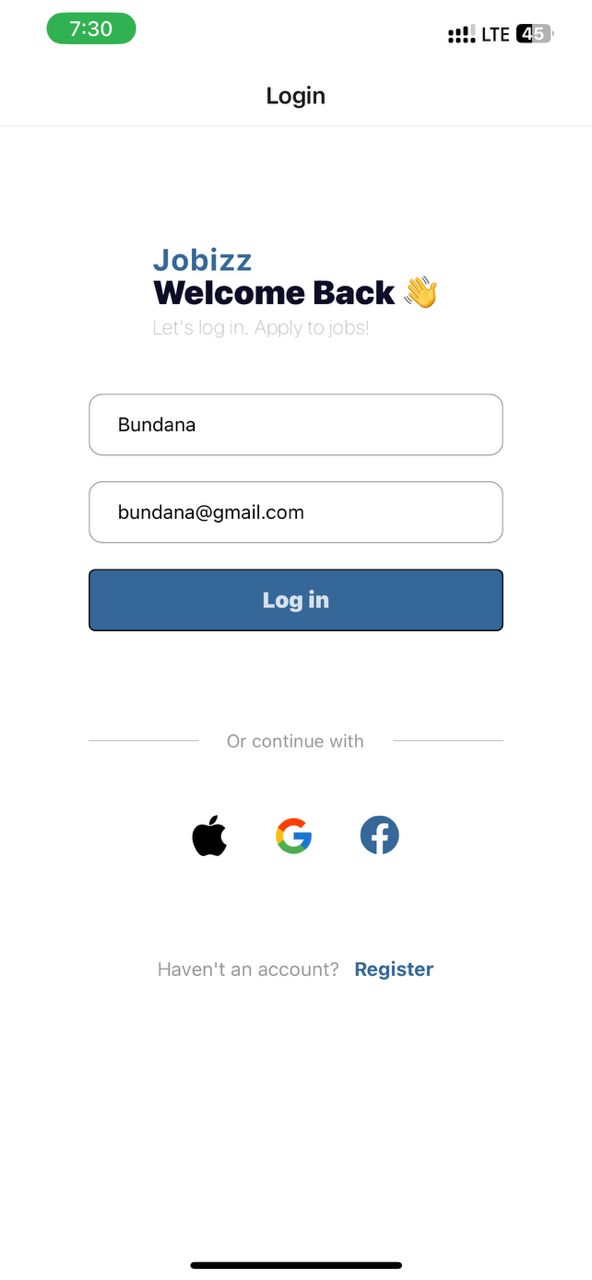 7:30 LTE 45
Login
Jobizz
Welcome Back 👋
Let's log in. Apply to jobs!
Bundana
bundana@gmail.com
Log in
Or continue with
Haven't an account? Register